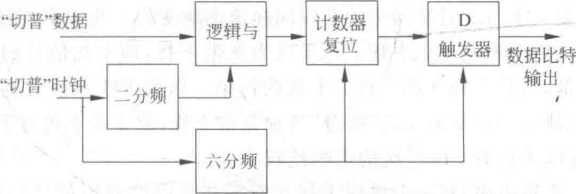 “切普”数据
逻辑与
计数器
复位
D
触发器
数据比特
输出
“切普”时钟
二分频
六分频